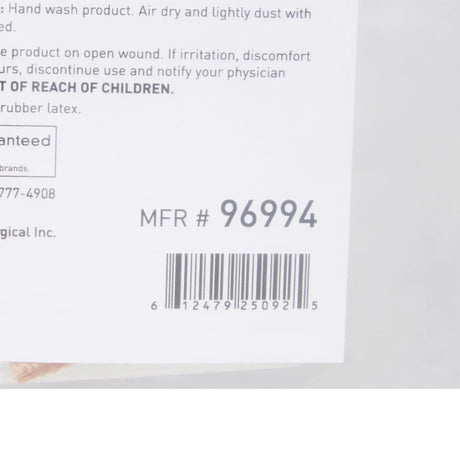 : Hand wash product. Air dry and lightly dust with
ed.
e product on open wound. If irritation, discomfort
urs, discontinue use and notify your physician
T OF REACH OF CHILDREN.
rubber latex.
anteed
brands.
777-4908
gical Inc.
MFR # 96994
6 12479 25092 5